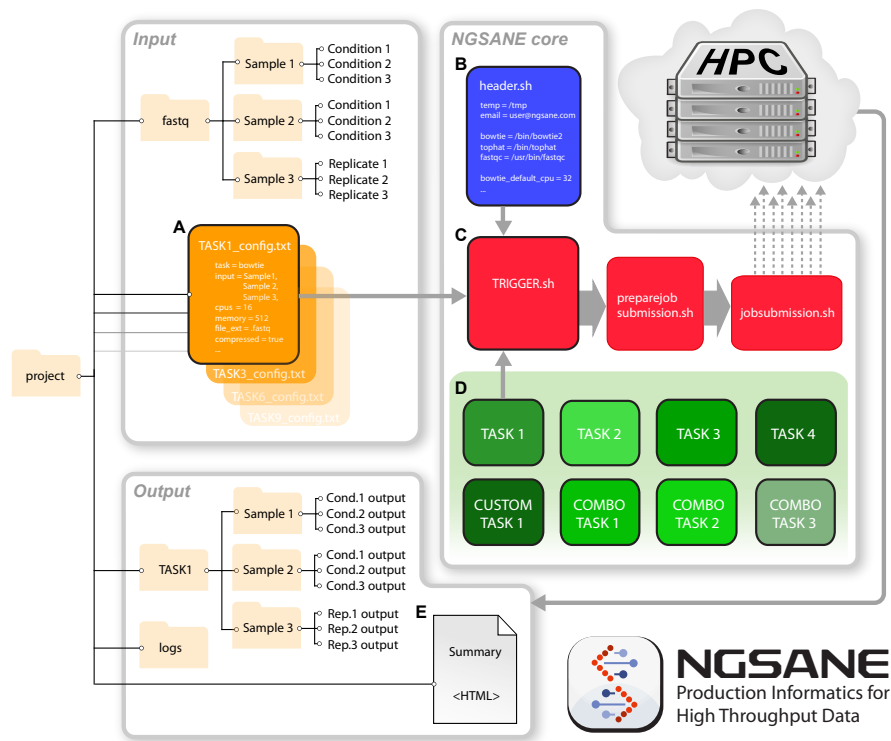 Input
fastq
Sample 1
Condition 1
Condition 2
Condition 3
Sample 2
Condition 1
Condition 2
Condition 3
Sample 3
Replicate 1
Replicate 2
Replicate 3
A
TASK1_config.txt
task = bowtie
input = Sample1,
Sample 2,
Sample 3,
cpus = 16
memory = 512
file_ext = .fastq
compressed = true
...
TASK3_config.txt
TASK6_config.txt
TASK9_config.txt
project
NGSANE core
B
header.sh
temp = /tmp
email = user@ngsane.com
bowtie = /bin/bowtie2
tophat = /bin/tophat
fastqc = /usr/bin/fastqc
bowtie_default_cpu = 32
...
HPC
C
TRIGGER.sh
preparejob
submission.sh
jobsubmission.sh
D
TASK 1
TASK 2
TASK 3
TASK 4
CUSTOM
TASK 1
COMBO
TASK 1
COMBO
TASK 2
COMBO
TASK 3
Output
TASK1
Sample 1
Cond.1 output
Cond.2 output
Cond.3 output
Sample 2
Cond.1 output
Cond.2 output
Cond.3 output
Sample 3
Rep.1 output
Rep.2 output
Rep.3 output
logs
E
Summary
<HTML>
NGSANE
Production Informatics for
High Throughput Data